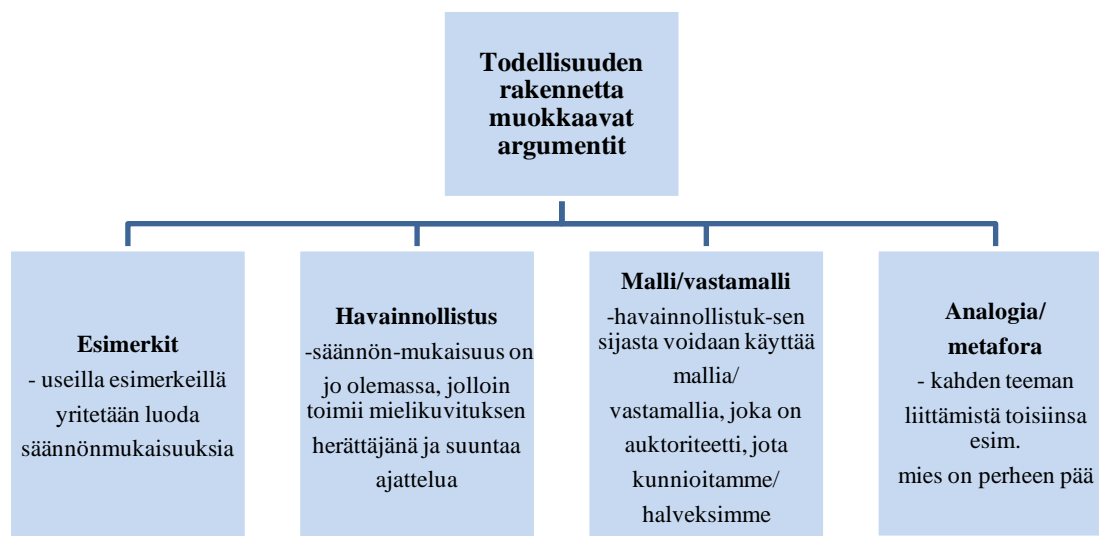 Todellisuuden
rakennetta
muokkaavat
argumentit
Esimerkit
- useilla esimerkeillä
yritetään luoda
säännönmukaisuuksia
Havainnollistus
-säännön-mukaisuus on
jo olemassa, jolloin
toimii mielikuvituksen
herättäjänä ja suuntaa
ajattelua
Malli/vastamalli
-havainnollistuk-sen
sijasta voidaan käyttää
mallia/
vastamallia, joka on
auktoriteetti, jota
kunnioitamme/
halveksimme
Analogia/
metafora
- kahden teeman
liittämistä toisiinsa
esim.
mies on perheen pää